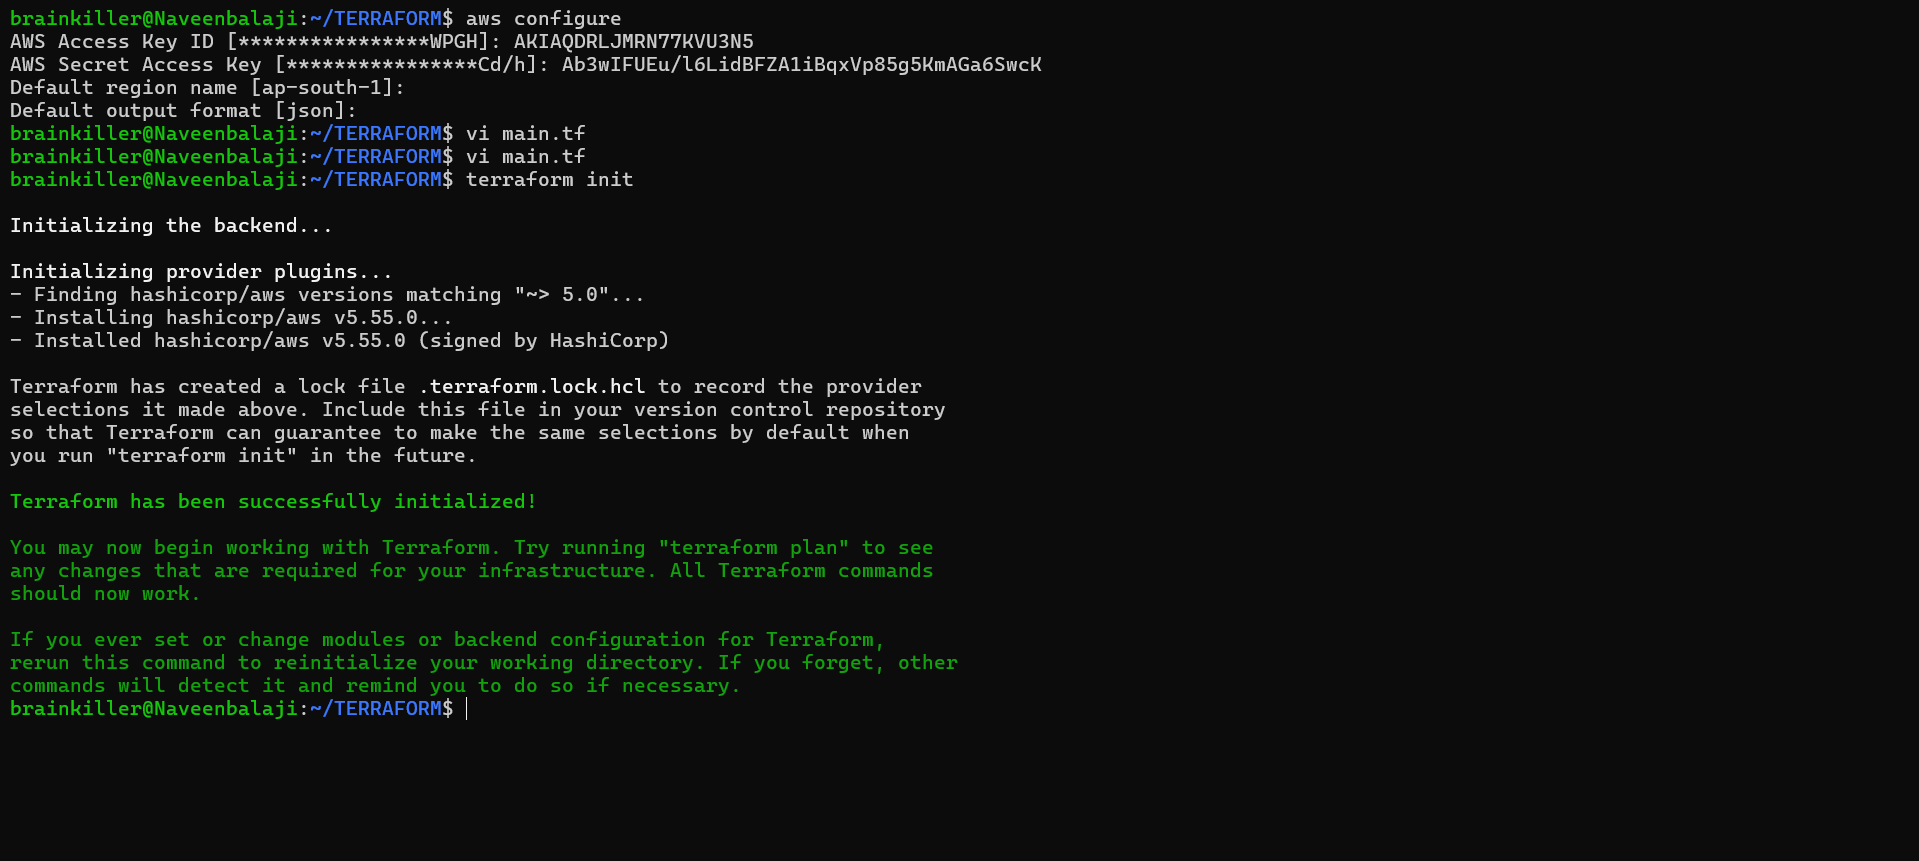 brainkiller@Naveenbalaji:~/TERRAFORM$ aws configure
AWS Access Key ID [****************WPGH]: AKIAQDRLJMRN77KVU3N5
AWS Secret Access Key [****************Cd/h]: 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
Default region name [ap-south-1]:
Default output format [json]:
brainkiller@Naveenbalaji:~/TERRAFORM$ vi main.tf
brainkiller@Naveenbalaji:~/TERRAFORM$ vi main.tf
brainkiller@Naveenbalaji:~/TERRAFORM$ terraform init
Initializing the backend...
Initializing provider plugins...
- Finding hashicorp/aws versions matching "~> 5.0"...
- Installing hashicorp/aws v5.55.0...
- Installed hashicorp/aws v5.55.0 (signed by HashiCorp)
Terraform has created a lock file .terraform.lock.hcl to record the provider
selections it made above. Include this file in your version control repository
so that Terraform can guarantee to make the same selections by default when
you run "terraform init" in the future.
Terraform has been successfully initialized!
You may now begin working with Terraform. Try running "terraform plan" to see
any changes that are required for your infrastructure. All Terraform commands
should now work.
If you ever set or change modules or backend configuration for Terraform,
rerun this command to reinitialize your working directory. If you forget, other
commands will detect it and remind you to do so if necessary.
brainkiller@Naveenbalaji:~/TERRAFORM$